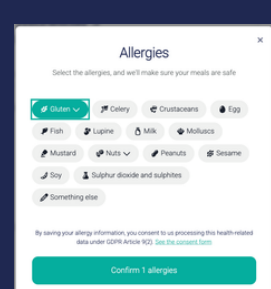 Allergies
Select the allergies, and we'll make sure your meals are safe
Gluten Celery Crustaceans Egg
Fish Lupine Milk Molluscs
Mustard Nuts Peanuts Sesame
Soy Sulphur dioxide and sulphites
Something else
By saving your allergy information, you consent to us processing this health-related
data under GDPR Article 9(2). See the consent form
Confirm 1 allergies